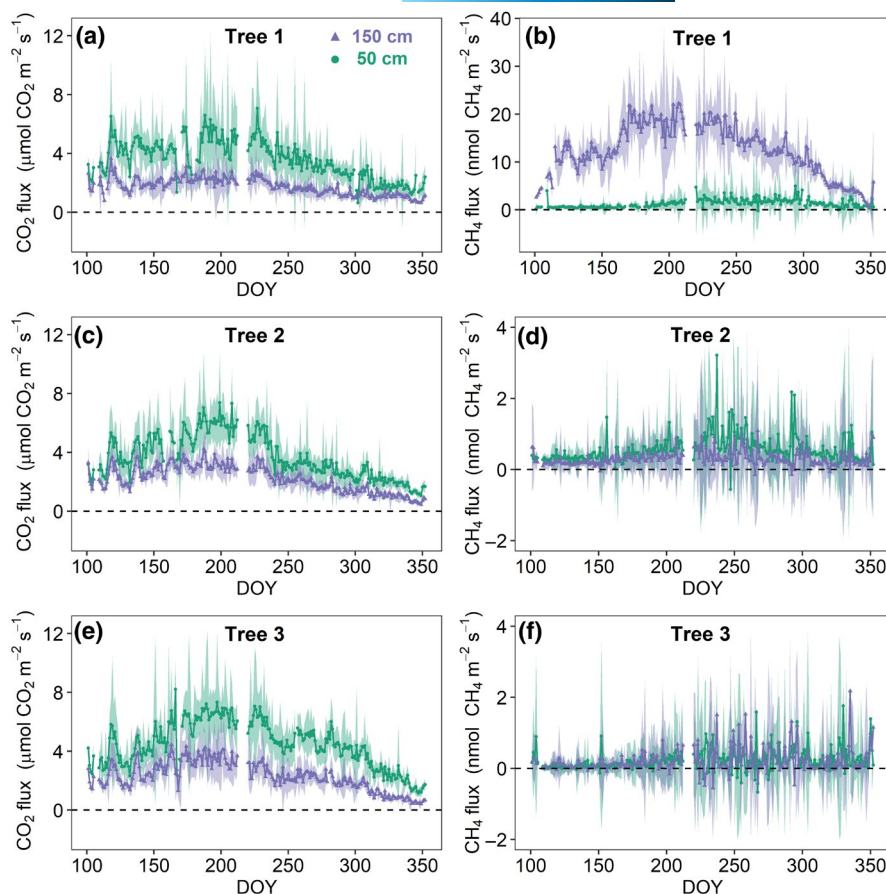 (a) Tree 1
150 cm
50 cm
CO₂ flux (µmol CO₂ m⁻² s⁻¹)
12
8
4
0
100 150 200 250 300 350
DOY
(b) Tree 1
CH₄ flux (nmol CH₄ m⁻² s⁻¹)
40
30
20
10
0
100 150 200 250 300 350
DOY
(c) Tree 2
CO₂ flux (µmol CO₂ m⁻² s⁻¹)
12
8
4
0
100 150 200 250 300 350
DOY
(d) Tree 2
CH₄ flux (nmol CH₄ m⁻² s⁻¹)
4
2
0
−2
100 150 200 250 300 350
DOY
(e) Tree 3
CO₂ flux (µmol CO₂ m⁻² s⁻¹)
12
8
4
0
100 150 200 250 300 350
DOY
(f) Tree 3
CH₄ flux (nmol CH₄ m⁻² s⁻¹)
4
2
0
−2
100 150 200 250 300 350
DOY